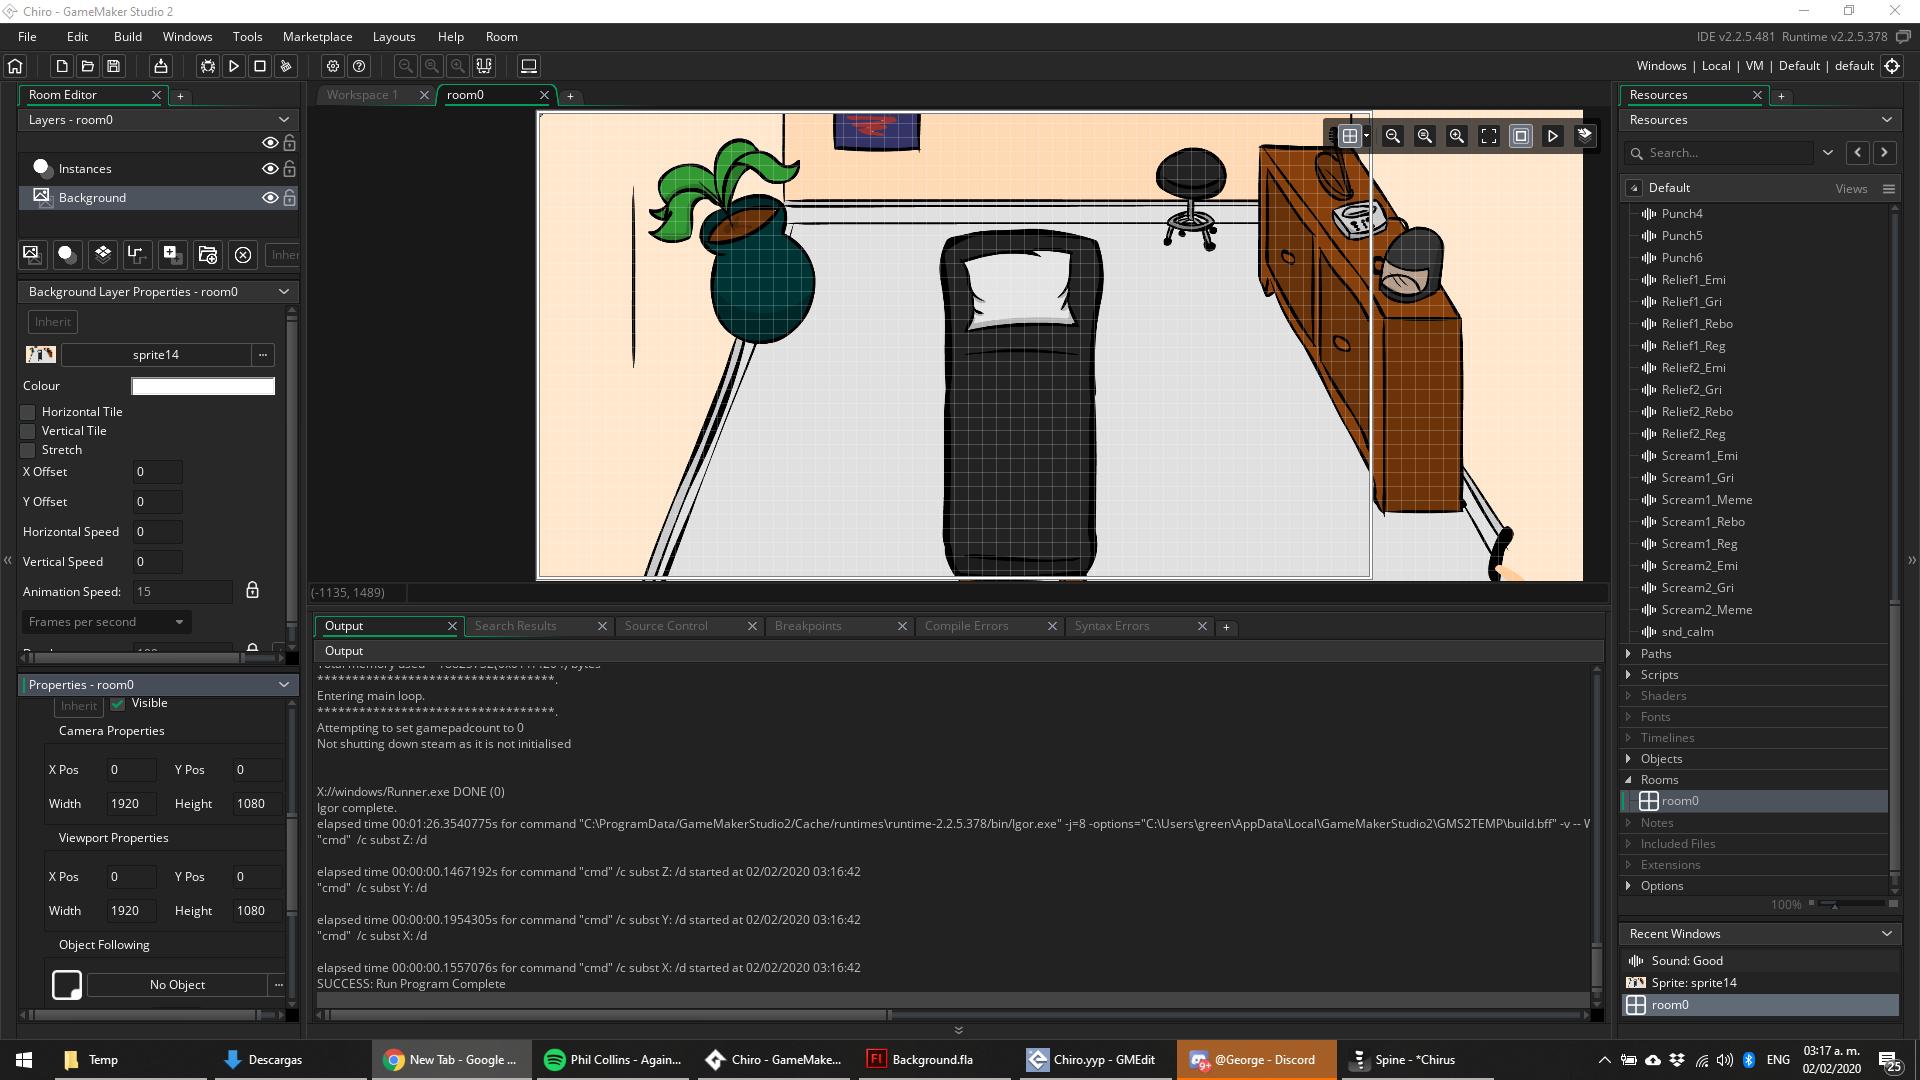 Chiro - GameMaker Studio 2
File Edit Build Windows Tools Marketplace Layouts Help Room
IDE v2.2.5.481 Runtime v2.2.5.378
Windows | Local | VM | Default | default
Room Editor
Layers - room0
Instances
Background
Inher
Background Layer Properties - room0
Inherit
sprite14
...
Colour
Horizontal Tile
Vertical Tile
Stretch
X Offset 0
Y Offset 0
Horizontal Speed 0
Vertical Speed 0
Animation Speed: 15
Frames per second
Properties - room0
Inherit Visible
Camera Properties
X Pos 0 Y Pos 0
Width 1920 Height 1080
Viewport Properties
X Pos 0 Y Pos 0
Width 1920 Height 1080
Object Following
No Object ...
Workspace 1 room0
(-1135, 1489)
Output Search Results Source Control Breakpoints Compile Errors Syntax Errors
Output
**********************************.
Entering main loop.
**********************************.
Attempting to set gamepadcount to 0
Not shutting down steam as it is not initialised
X://windows/Runner.exe DONE (0)
Igor complete.
elapsed time 00:01:26.3540775s for command "C:\ProgramData/GameMakerStudio2/Cache/runtimes\runtime-2.2.5.378/bin/Igor.exe" -j=8 -options="C:\Users\green\AppData\Local\GameMakerStudio2\GMS2TEMP\build.bff" -v -- W
"cmd" /c subst Z: /d
elapsed time 00:00:00.1467192s for command "cmd" /c subst Z: /d started at 02/02/2020 03:16:42
"cmd" /c subst Y: /d
elapsed time 00:00:00.1954305s for command "cmd" /c subst Y: /d started at 02/02/2020 03:16:42
"cmd" /c subst X: /d
elapsed time 00:00:00.1557076s for command "cmd" /c subst X: /d started at 02/02/2020 03:16:42
SUCCESS: Run Program Complete
Resources
Resources
Search...
Default Views
Punch4
Punch5
Punch6
Relief1_Emi
Relief1_Gri
Relief1_Rebo
Relief1_Reg
Relief2_Emi
Relief2_Gri
Relief2_Rebo
Relief2_Reg
Scream1_Emi
Scream1_Gri
Scream1_Meme
Scream1_Rebo
Scream1_Reg
Scream2_Emi
Scream2_Gri
Scream2_Meme
snd_calm
Paths
Scripts
Shaders
Fonts
Timelines
Objects
Rooms
room0
Notes
Included Files
Extensions
Options
100%
Recent Windows
Sound: Good
Sprite: sprite14
room0
Temp
Descargas
New Tab - Google ...
Phil Collins - Again...
Chiro - GameMake...
Fl Background.fla
Chiro.yyp - GMEdit
9+ @George - Discord
Spine - *Chirus
ENG
03:17 a. m.
02/02/2020
25